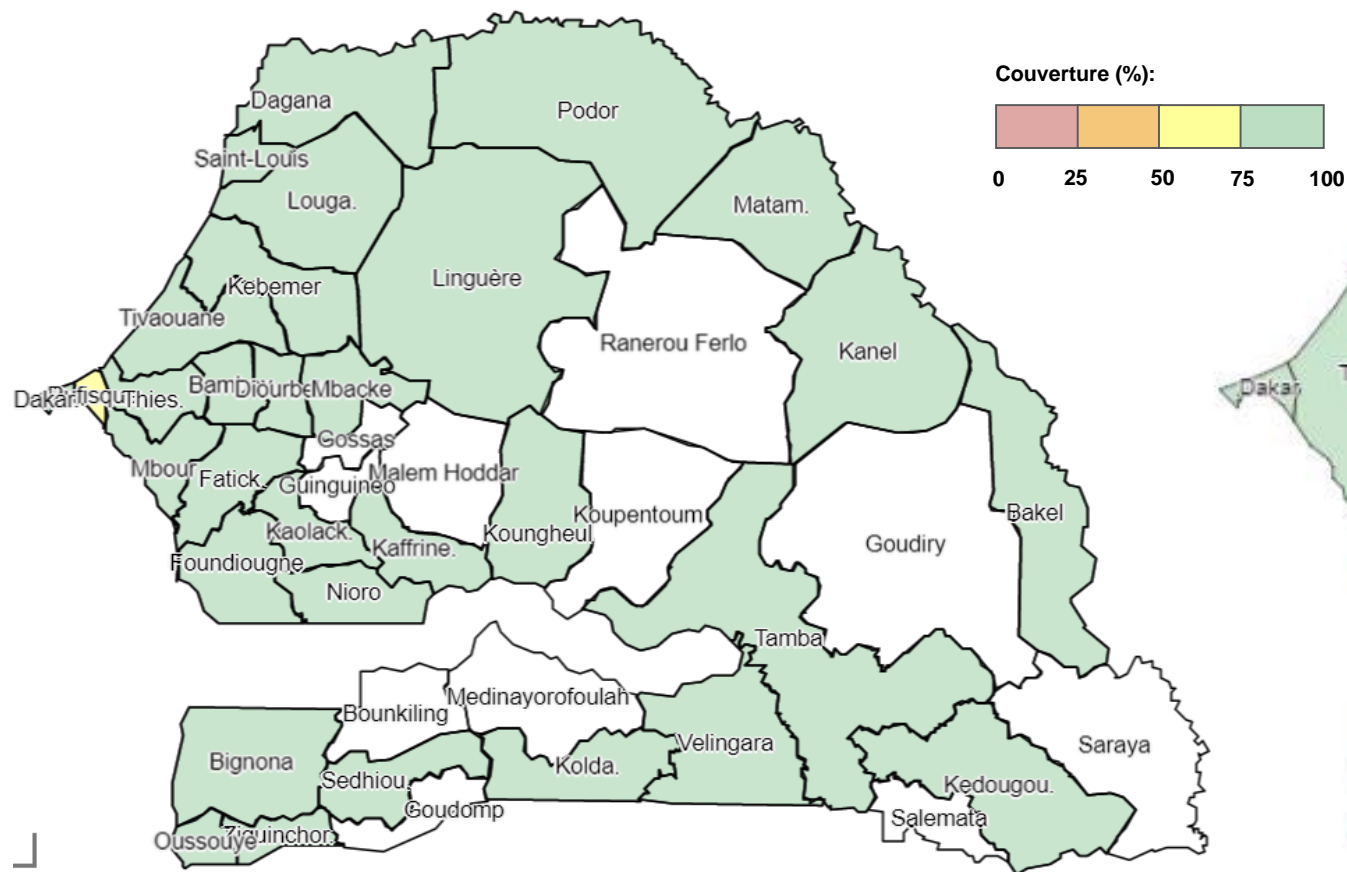 Couverture (%):
0 25 50 75 100
Dagana
Podor
Saint-Louis
Louga.
Matam.
Linguère
Kebemer
Tivaouane
Ranerou Ferlo
Kanel
Dakar.
Thies.
Mbacke
Dakar
Gossas
Mbour
Fatick.
Malem Hoddar
Guinguineo
Koupentoum
Bakel
Kaolack.
Koungheul
Kaffrine.
Goudiry
Foundiougne
Nioro
Tamba
Medinayorofoulah
Bounkiling
Velingara
Saraya
Bignona
Kolda.
Sedhiou.
Kedougou.
Goudomp
Salemata
Oussouye
Ziguinchor.